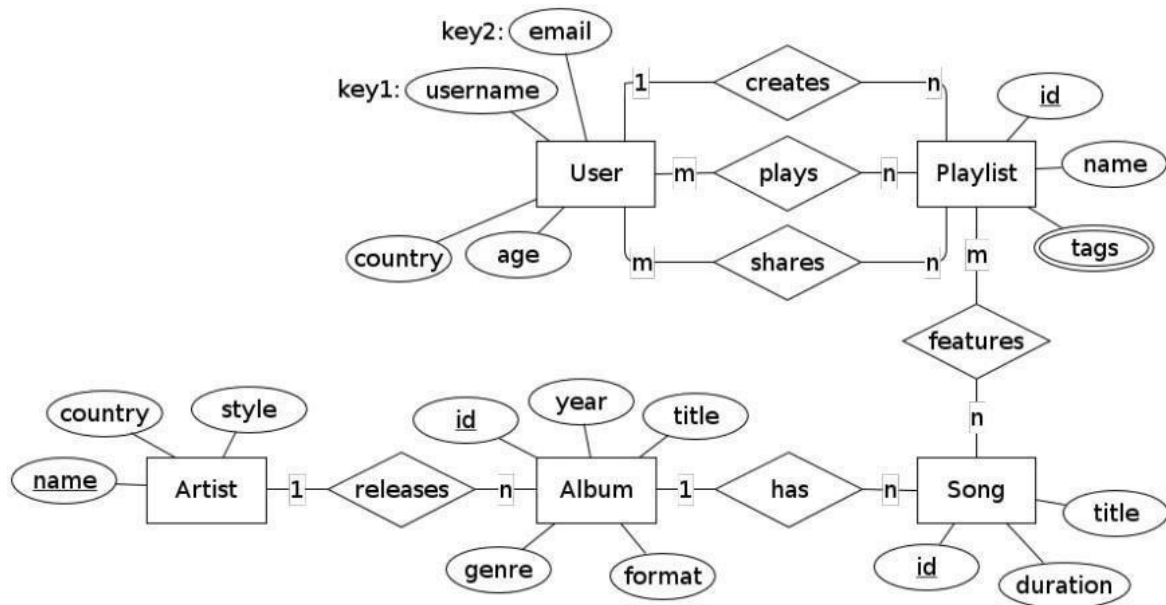 key2: email
key1: username
1 creates n
id
User m plays n Playlist
name
country age
m shares n
tags
m
features
country style
id year title
n
name
Artist 1 releases n Album 1 has n Song
title
genre format
id
duration